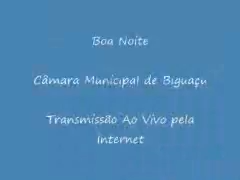 Boa Noite
Câmara Municipal de Biguaçu
Transmissão Ao Vivo pela
Internet